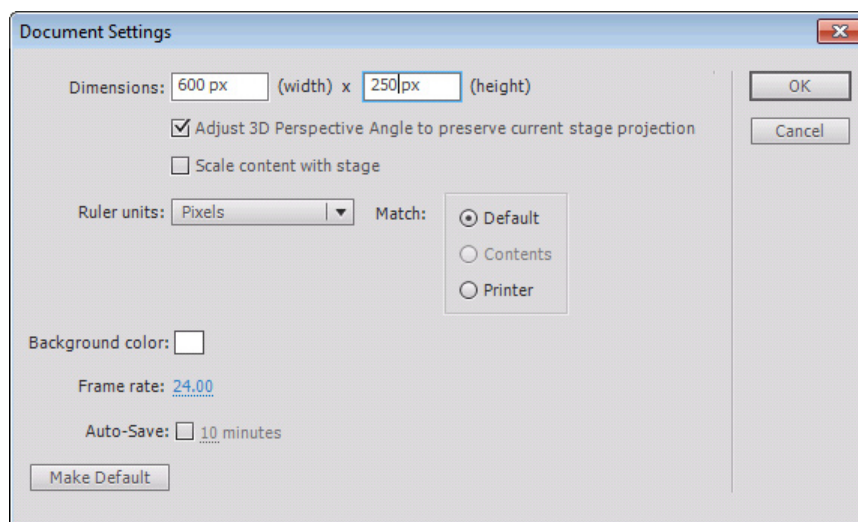 Document Settings
Dimensions: 600 px (width) x 250 px (height)
OK
Adjust 3D Perspective Angle to preserve current stage projection
Cancel
Scale content with stage
Ruler units: Pixels Match: Default
Contents
Printer
Background color:
Frame rate: 24.00
Auto-Save: 10 minutes
Make Default